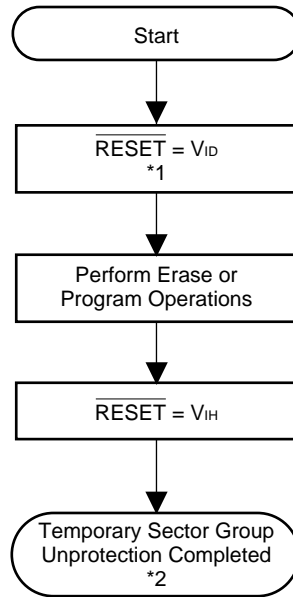 Start
RESET = VID
*1
Perform Erase or
Program Operations
RESET = VIH
Temporary Sector Group
Unprotection Completed
*2